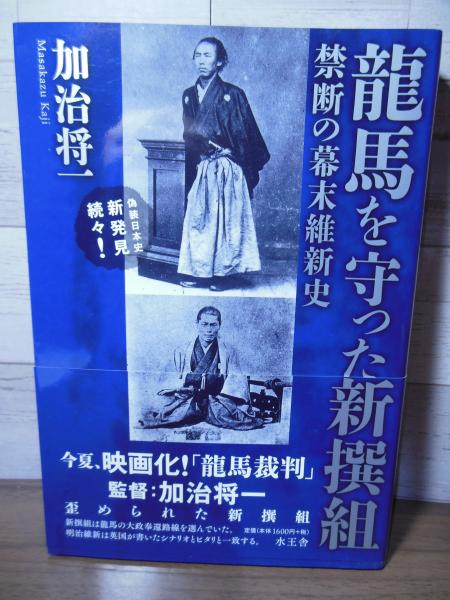 龍馬を守った新撰組
禁断の幕末維新史
加治将一
Masakazu Kaji
偽装日本史
新発見
続々!
今夏、映画化!「龍馬裁判」
監督:加治将一
歪められた新撰組
新撰組は龍馬の大政奉還路線を選んでいた。
明治維新は英国が書いたシナリオとピタリと一致する。
定価(本体1600円+税)
水王舎